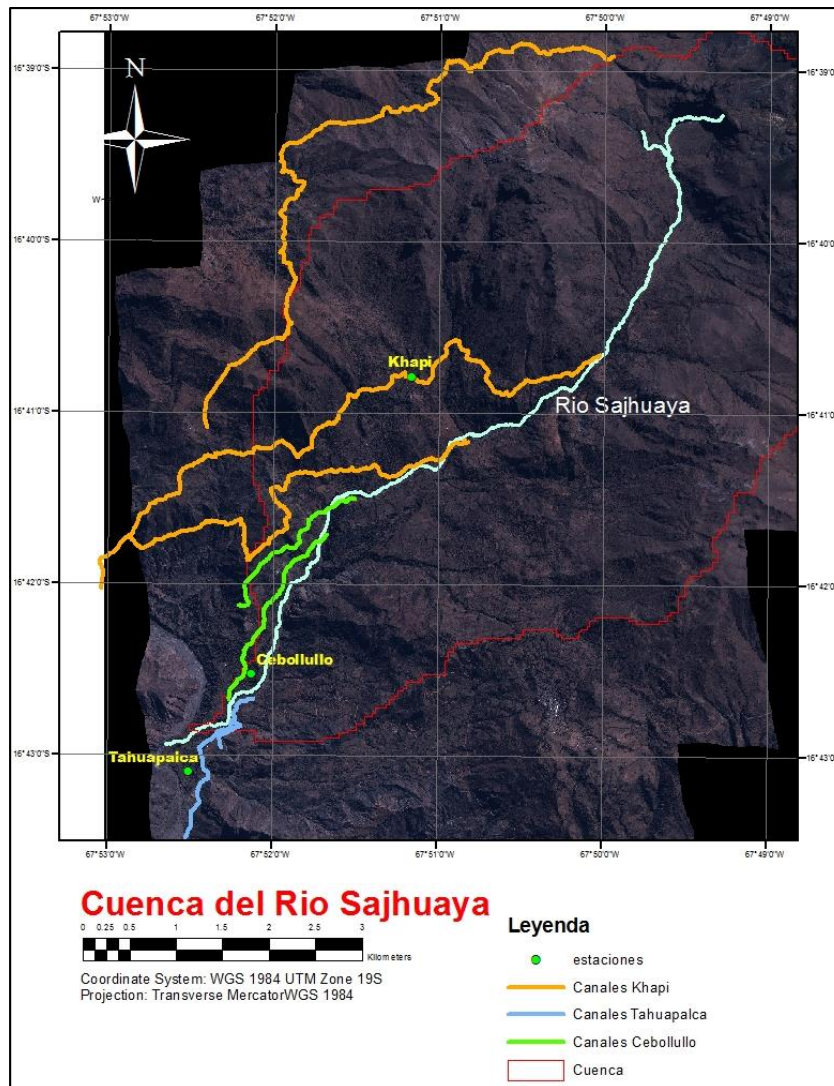 67°53'0"W 67°52'0"W 67°51'0"W 67°50'0"W 67°49'0"W
16°39'0"S 16°39'0"S
N
W
16°40'0"S 16°40'0"S
Khapi
16°41'0"S 16°41'0"S
Rio Sajhuaya
16°42'0"S 16°42'0"S
Cebollullo
16°43'0"S 16°43'0"S
Tahuapalca
67°53'0"W 67°52'0"W 67°51'0"W 67°50'0"W 67°49'0"W
Cuenca del Rio Sajhuaya
0 0.25 0.5 1 1.5 2 2.5 3
Kilometers
Coordinate System: WGS 1984 UTM Zone 19S
Projection: Transverse MercatorWGS 1984
Leyenda
estaciones
Canales Khapi
Canales Tahuapalca
Canales Cebollullo
Cuenca